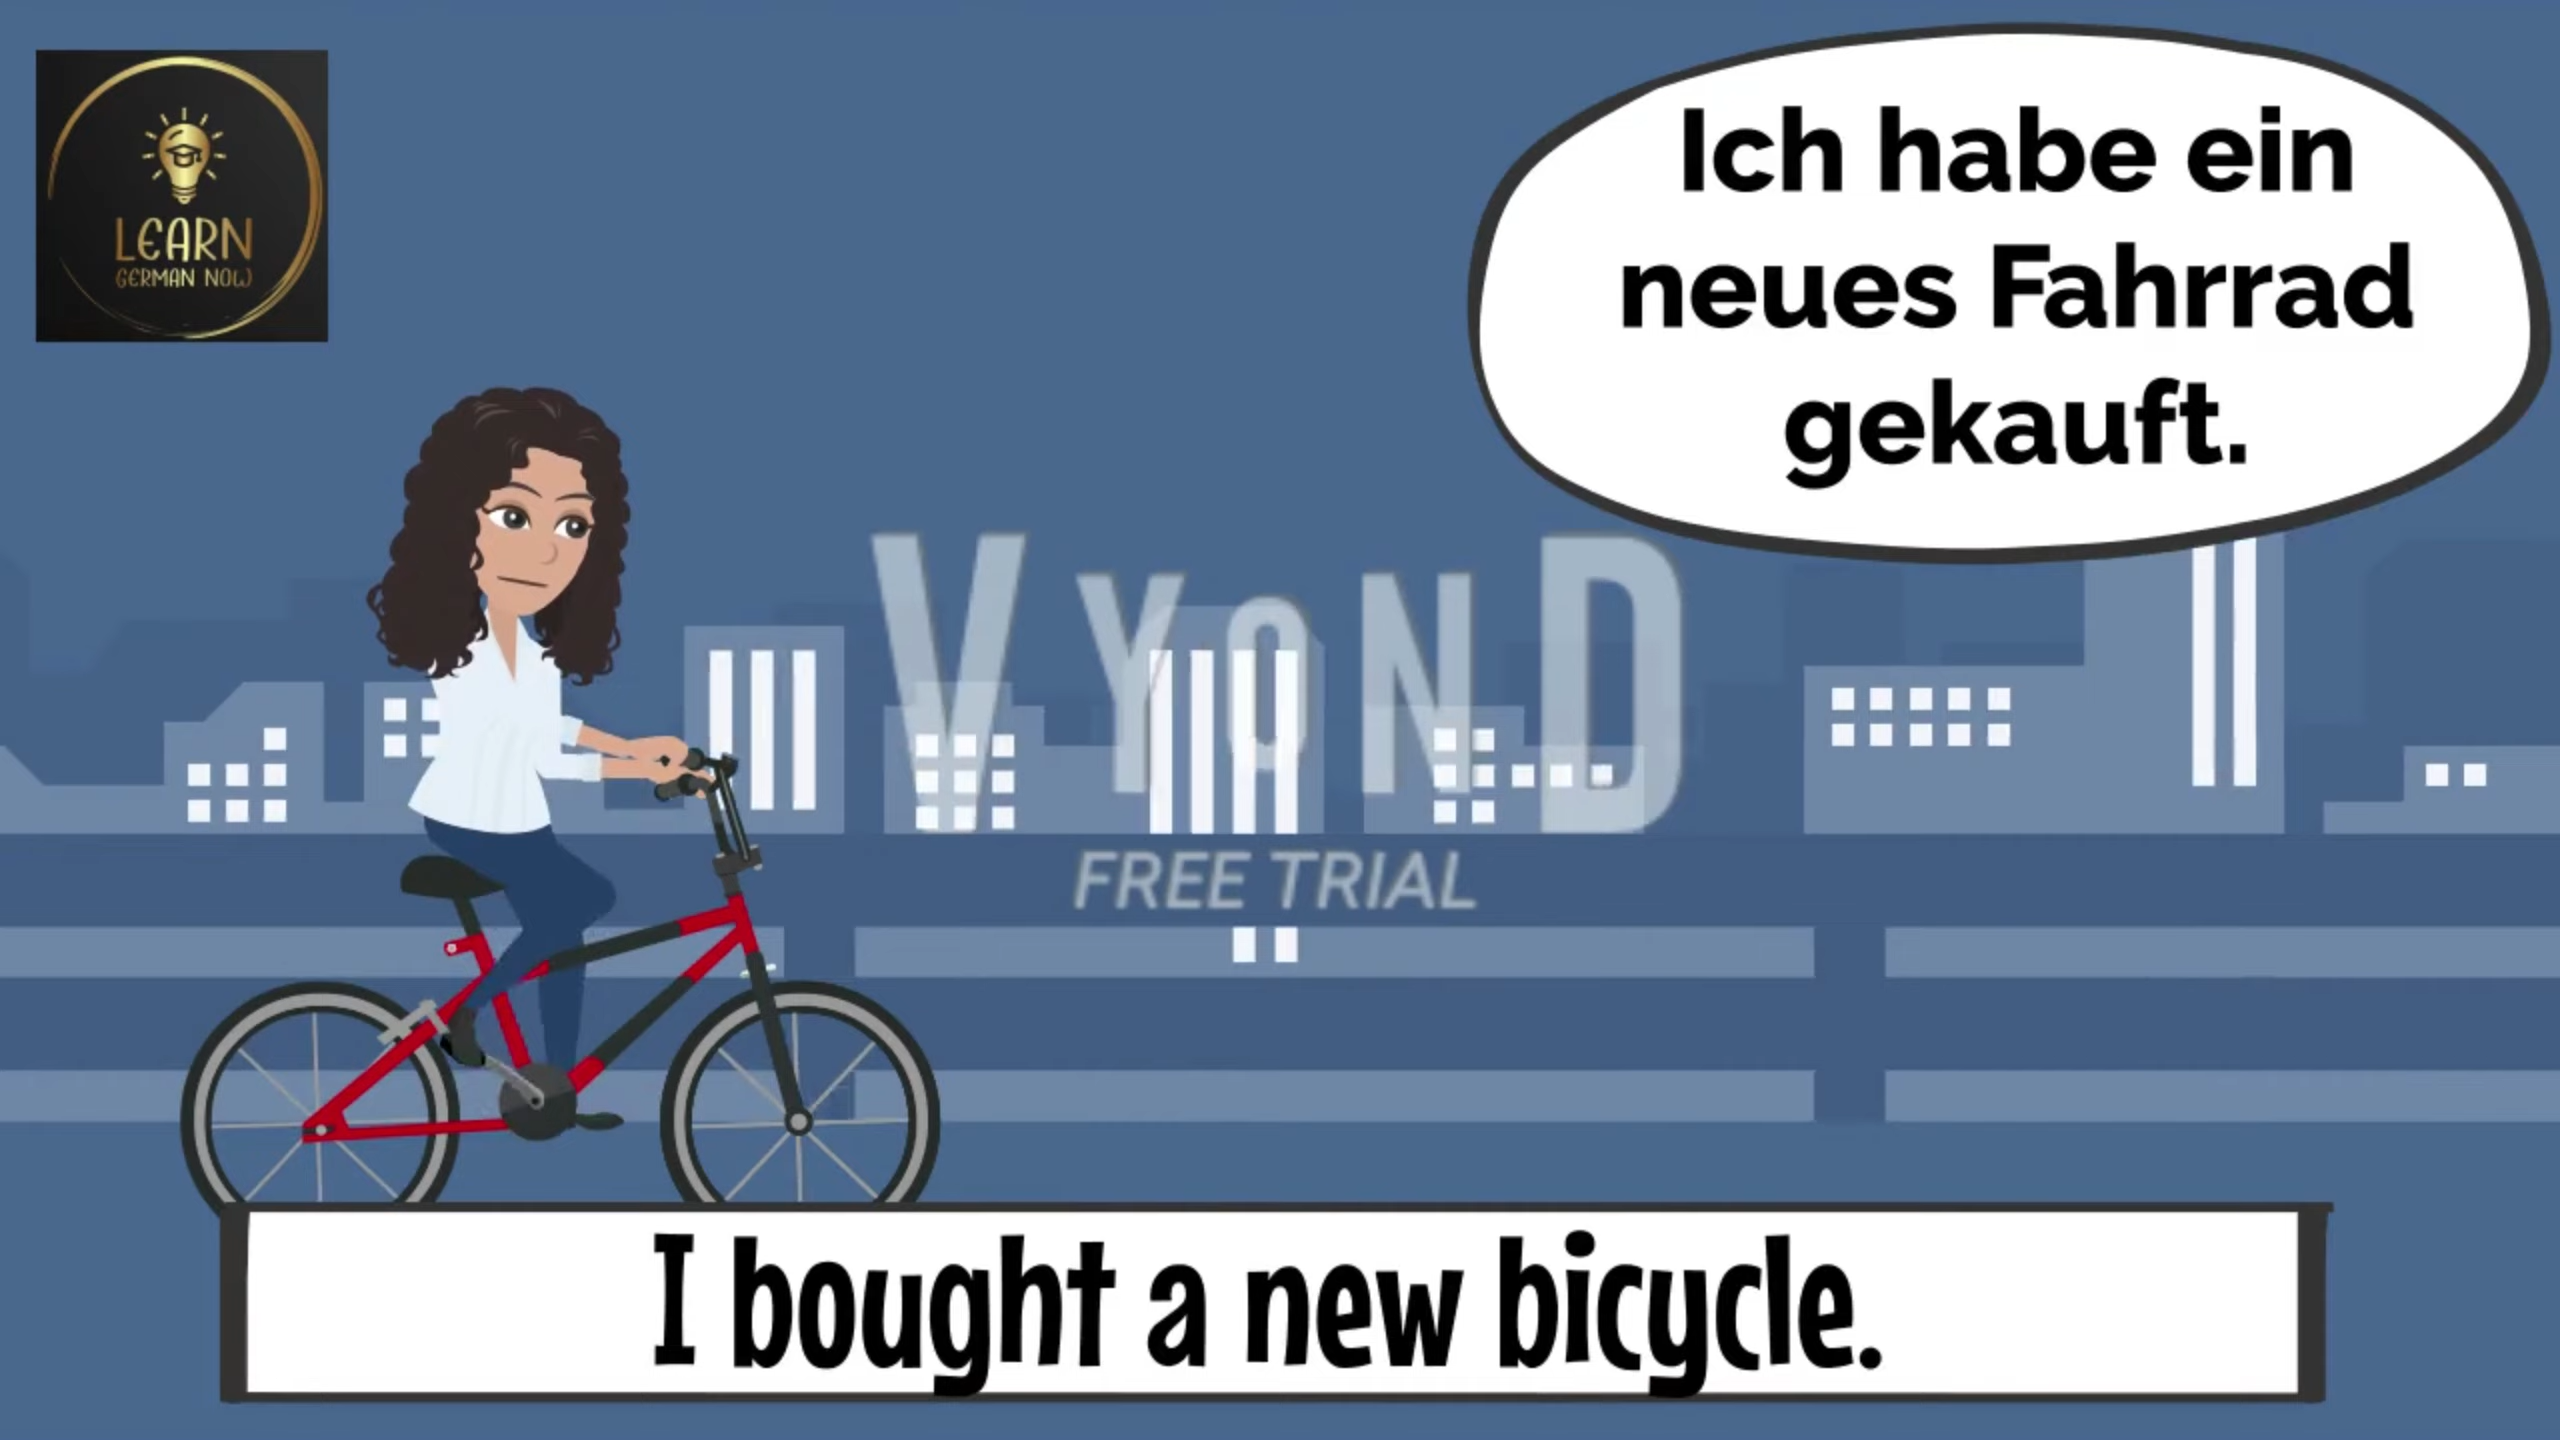 LEARN
GERMAN NOW
Ich habe ein
neues Fahrrad
gekauft.
VYOND
FREE TRIAL
I bought a new bicycle.